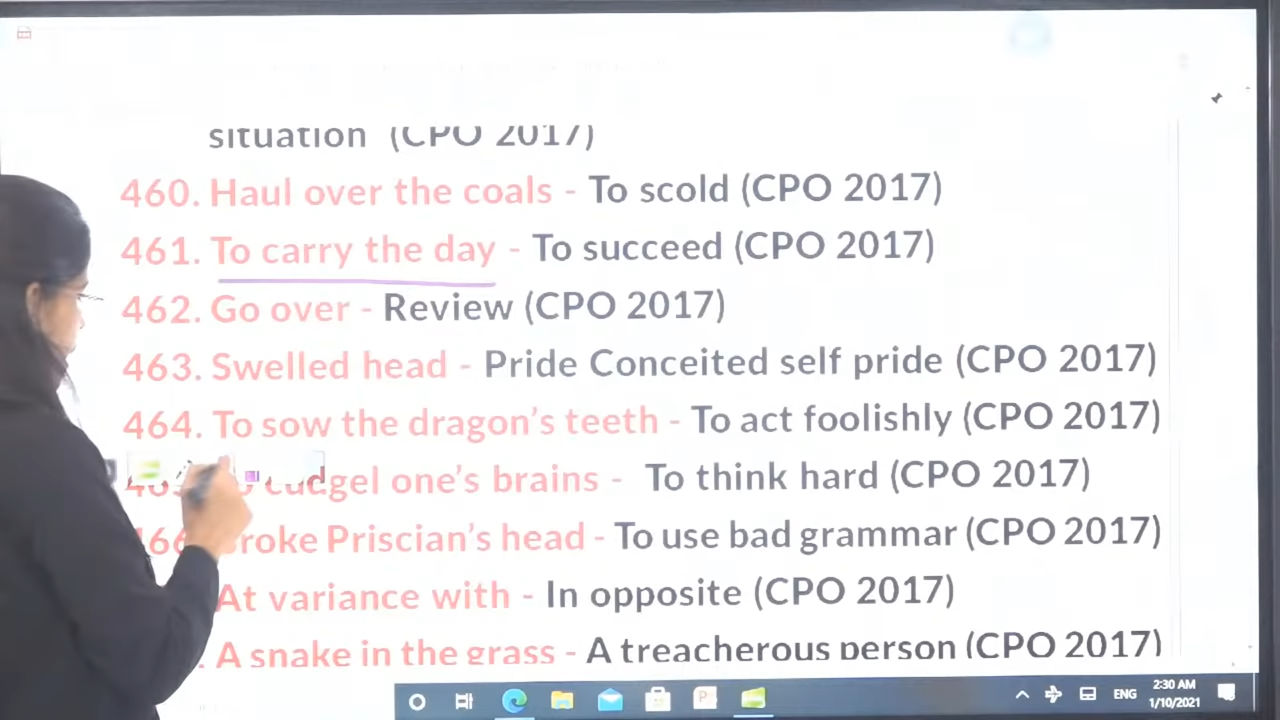 situation (CPO 2017)
460. Haul over the coals - To scold (CPO 2017)
461. To carry the day - To succeed (CPO 2017)
462. Go over - Review (CPO 2017)
463. Swelled head - Pride Conceited self pride (CPO 2017)
464. To sow the dragon's teeth - To act foolishly (CPO 2017)
cudgel one's brains - To think hard (CPO 2017)
Priscian's head - To use bad grammar (CPO 2017)
At variance with - In opposite (CPO 2017)
. A snake in the grass - A treacherous person (CPO 2017)
ENG
2:30 AM
1/10/2021